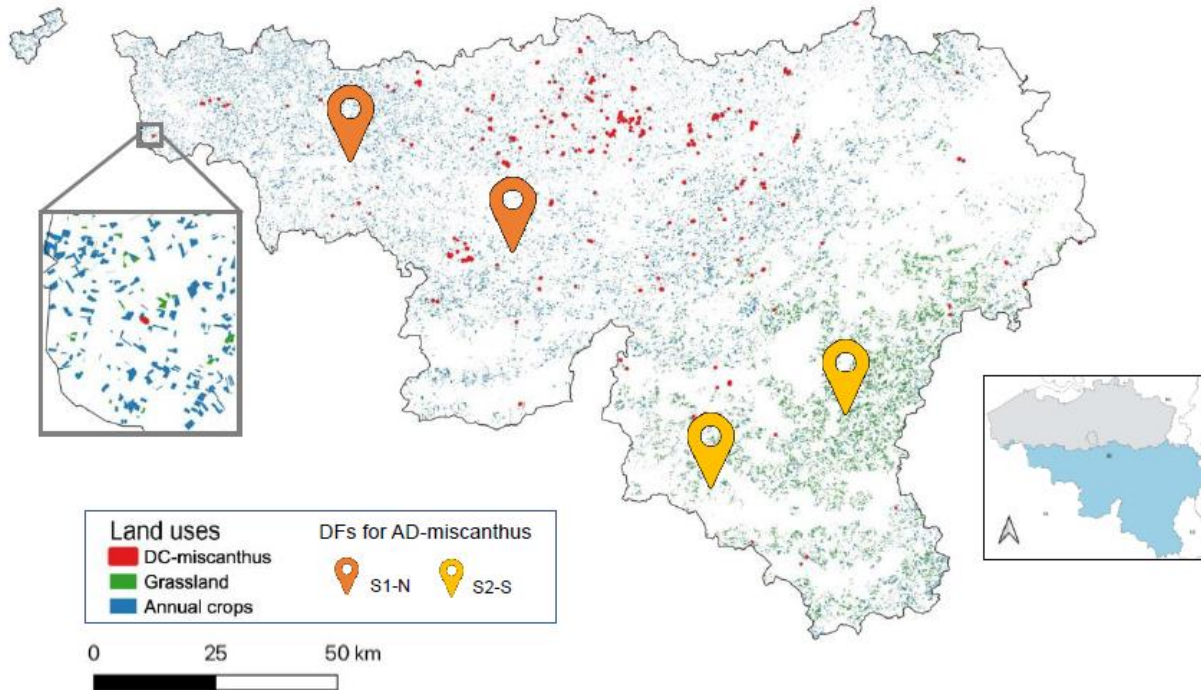 Land uses
DC-miscanthus
Grassland
Annual crops
DFs for AD-miscanthus
S1-N
S2-S
0 25 50 km